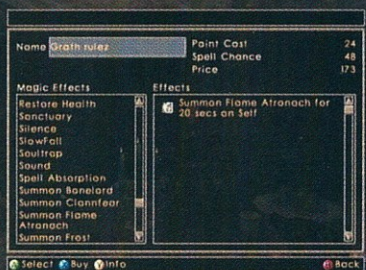 Name Grath rulez
Point Cost 24
Spell Chance 48
Price 173
Magic Effects
Restore Health
Sanctuary
Silence
SlowFall
Soultrap
Sound
Spell Absorption
Summon Bonelord
Summon Clannfear
Summon Flame
Atronach
Summon Frost
Effects
Summon Flame Atronach for
20 secs on Self
Select Buy Info
Back